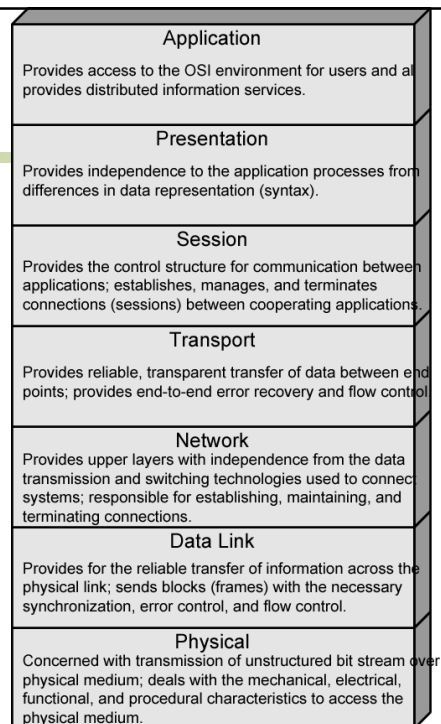 Application
Provides access to the OSI environment for users and al
provides distributed information services.
Presentation
Provides independence to the application processes from
differences in data representation (syntax).
Session
Provides the control structure for communication between
applications; establishes, manages, and terminates
connections (sessions) between cooperating applications.
Transport
Provides reliable, transparent transfer of data between end
points; provides end-to-end error recovery and flow control
Network
Provides upper layers with independence from the data
transmission and switching technologies used to connect
systems; responsible for establishing, maintaining, and
terminating connections.
Data Link
Provides for the reliable transfer of information across the
physical link; sends blocks (frames) with the necessary
synchronization, error control, and flow control.
Physical
Concerned with transmission of unstructured bit stream over
physical medium; deals with the mechanical, electrical,
functional, and procedural characteristics to access the
physical medium.